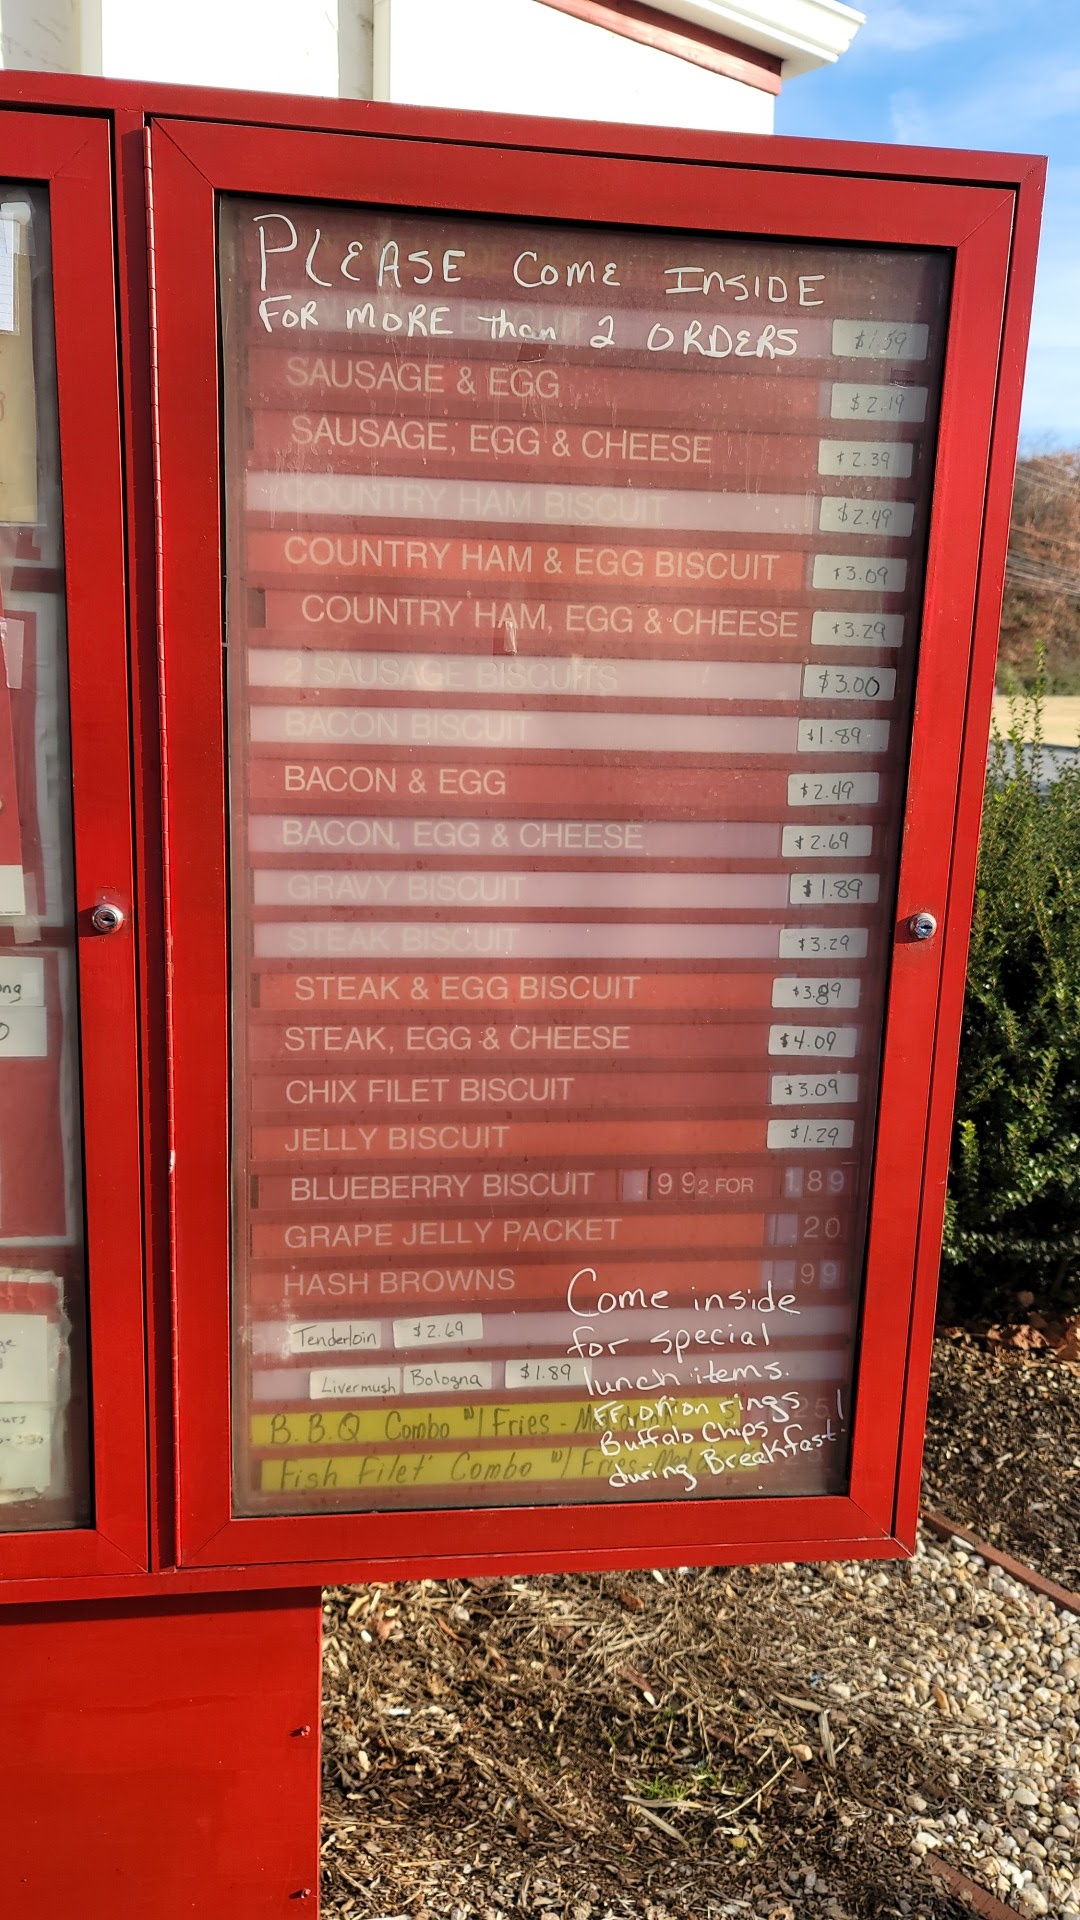 PLEASE COME INSIDE
FOR MORE than 2 ORDERS
BISCUIT $1.59
SAUSAGE & EGG $2.19
SAUSAGE, EGG & CHEESE $2.39
COUNTRY HAM BISCUIT $2.49
COUNTRY HAM & EGG BISCUIT $3.09
COUNTRY HAM, EGG & CHEESE $3.29
2 SAUSAGE BISCUITS $3.00
BACON BISCUIT $1.89
BACON & EGG $2.49
BACON, EGG & CHEESE $2.69
GRAVY BISCUIT $1.89
STEAK BISCUIT $3.29
STEAK & EGG BISCUIT $3.89
STEAK, EGG & CHEESE $4.09
CHIX FILET BISCUIT $3.09
JELLY BISCUIT $1.29
BLUEBERRY BISCUIT 99 2 FOR 1.89
GRAPE JELLY PACKET .20
HASH BROWNS .99
Tenderloin $2.69
Livermush Bologna $1.89
B.B.Q Combo w/ Fries -
Fish Filet Combo w/ Fries -
Come inside
for special
lunch items.
FF, onion rings
Buffalo Chips
during Breakfast!